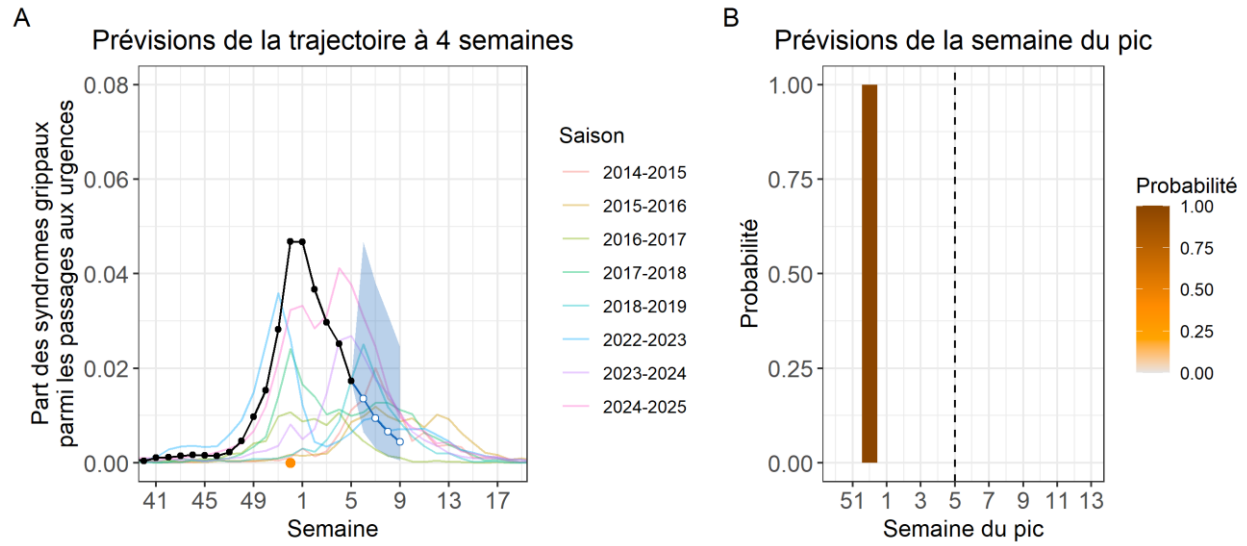 A
Prévisions de la trajectoire à 4 semaines
Part des syndromes grippaux
parmi les passages aux urgences
0.08
0.06
0.04
0.02
0.00
41 45 49 1 5 9 13 17
Semaine
Saison
2014-2015
2015-2016
2016-2017
2017-2018
2018-2019
2022-2023
2023-2024
2024-2025
B
Prévisions de la semaine du pic
Probabilité
1.00
0.75
0.50
0.25
0.00
51 1 3 5 7 9 11 13
Semaine du pic
Probabilité
1.00
0.75
0.50
0.25
0.00